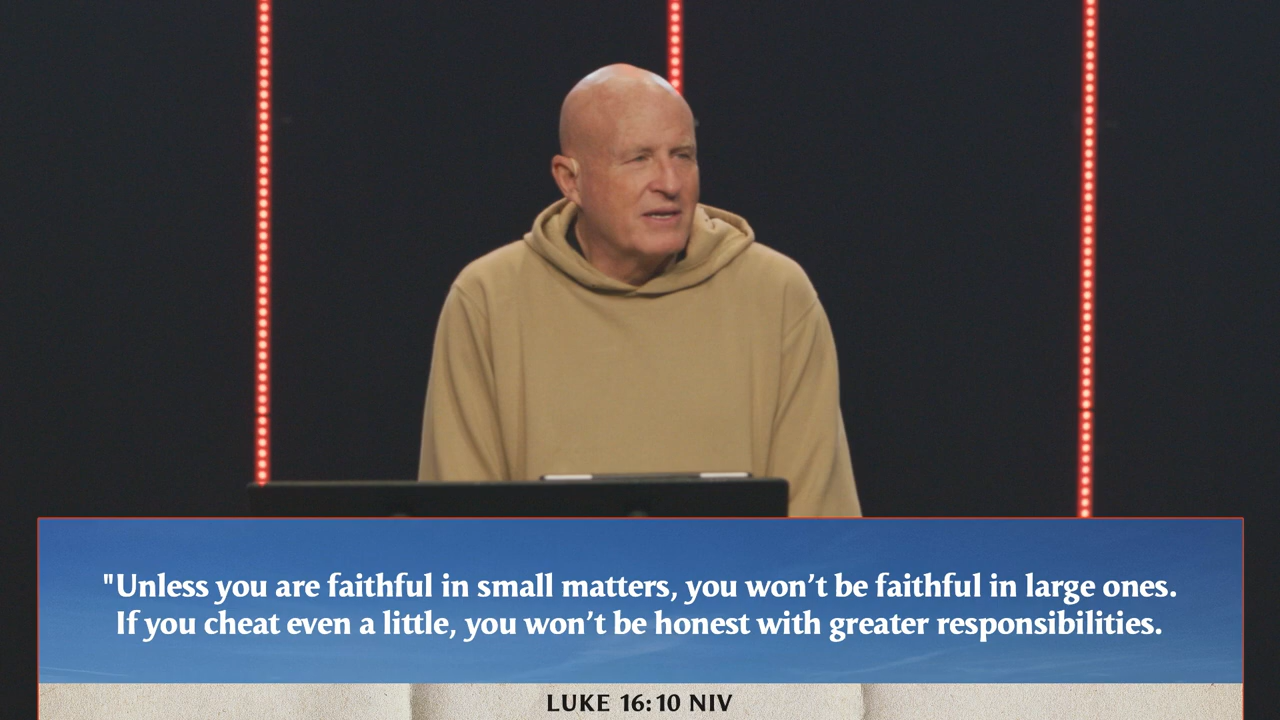 "Unless you are faithful in small matters, you won’t be faithful in large ones.
If you cheat even a little, you won’t be honest with greater responsibilities.
LUKE 16:10 NIV